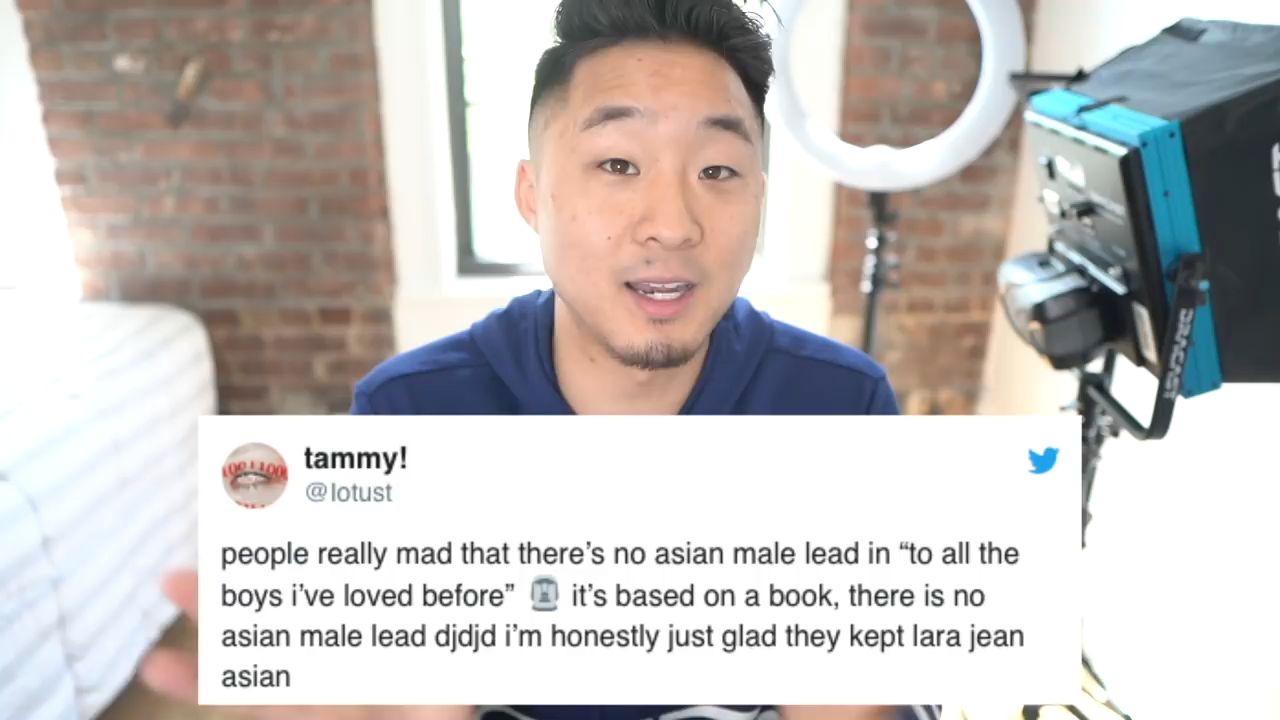 tammy!
@lotust
people really mad that there's no asian male lead in “to all the
boys i've loved before” it's based on a book, there is no
asian male lead djdjd i'm honestly just glad they kept lara jean
asian